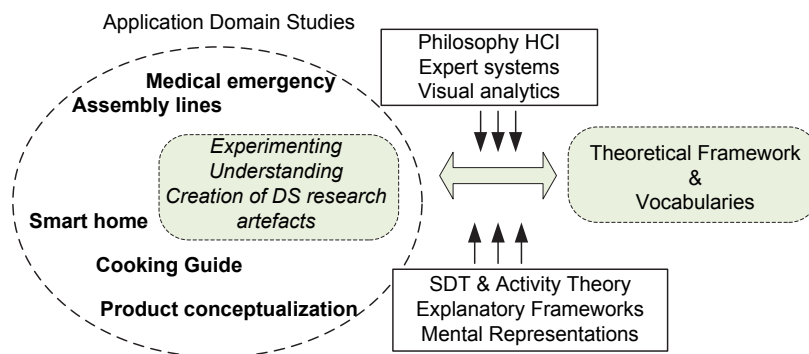 Application Domain Studies
Medical emergency
Assembly lines
Experimenting
Understanding
Creation of DS research
artefacts
Smart home
Cooking Guide
Product conceptualization
Philosophy HCI
Expert systems
Visual analytics
SDT & Activity Theory
Explanatory Frameworks
Mental Representations
Theoretical Framework
&
Vocabularies